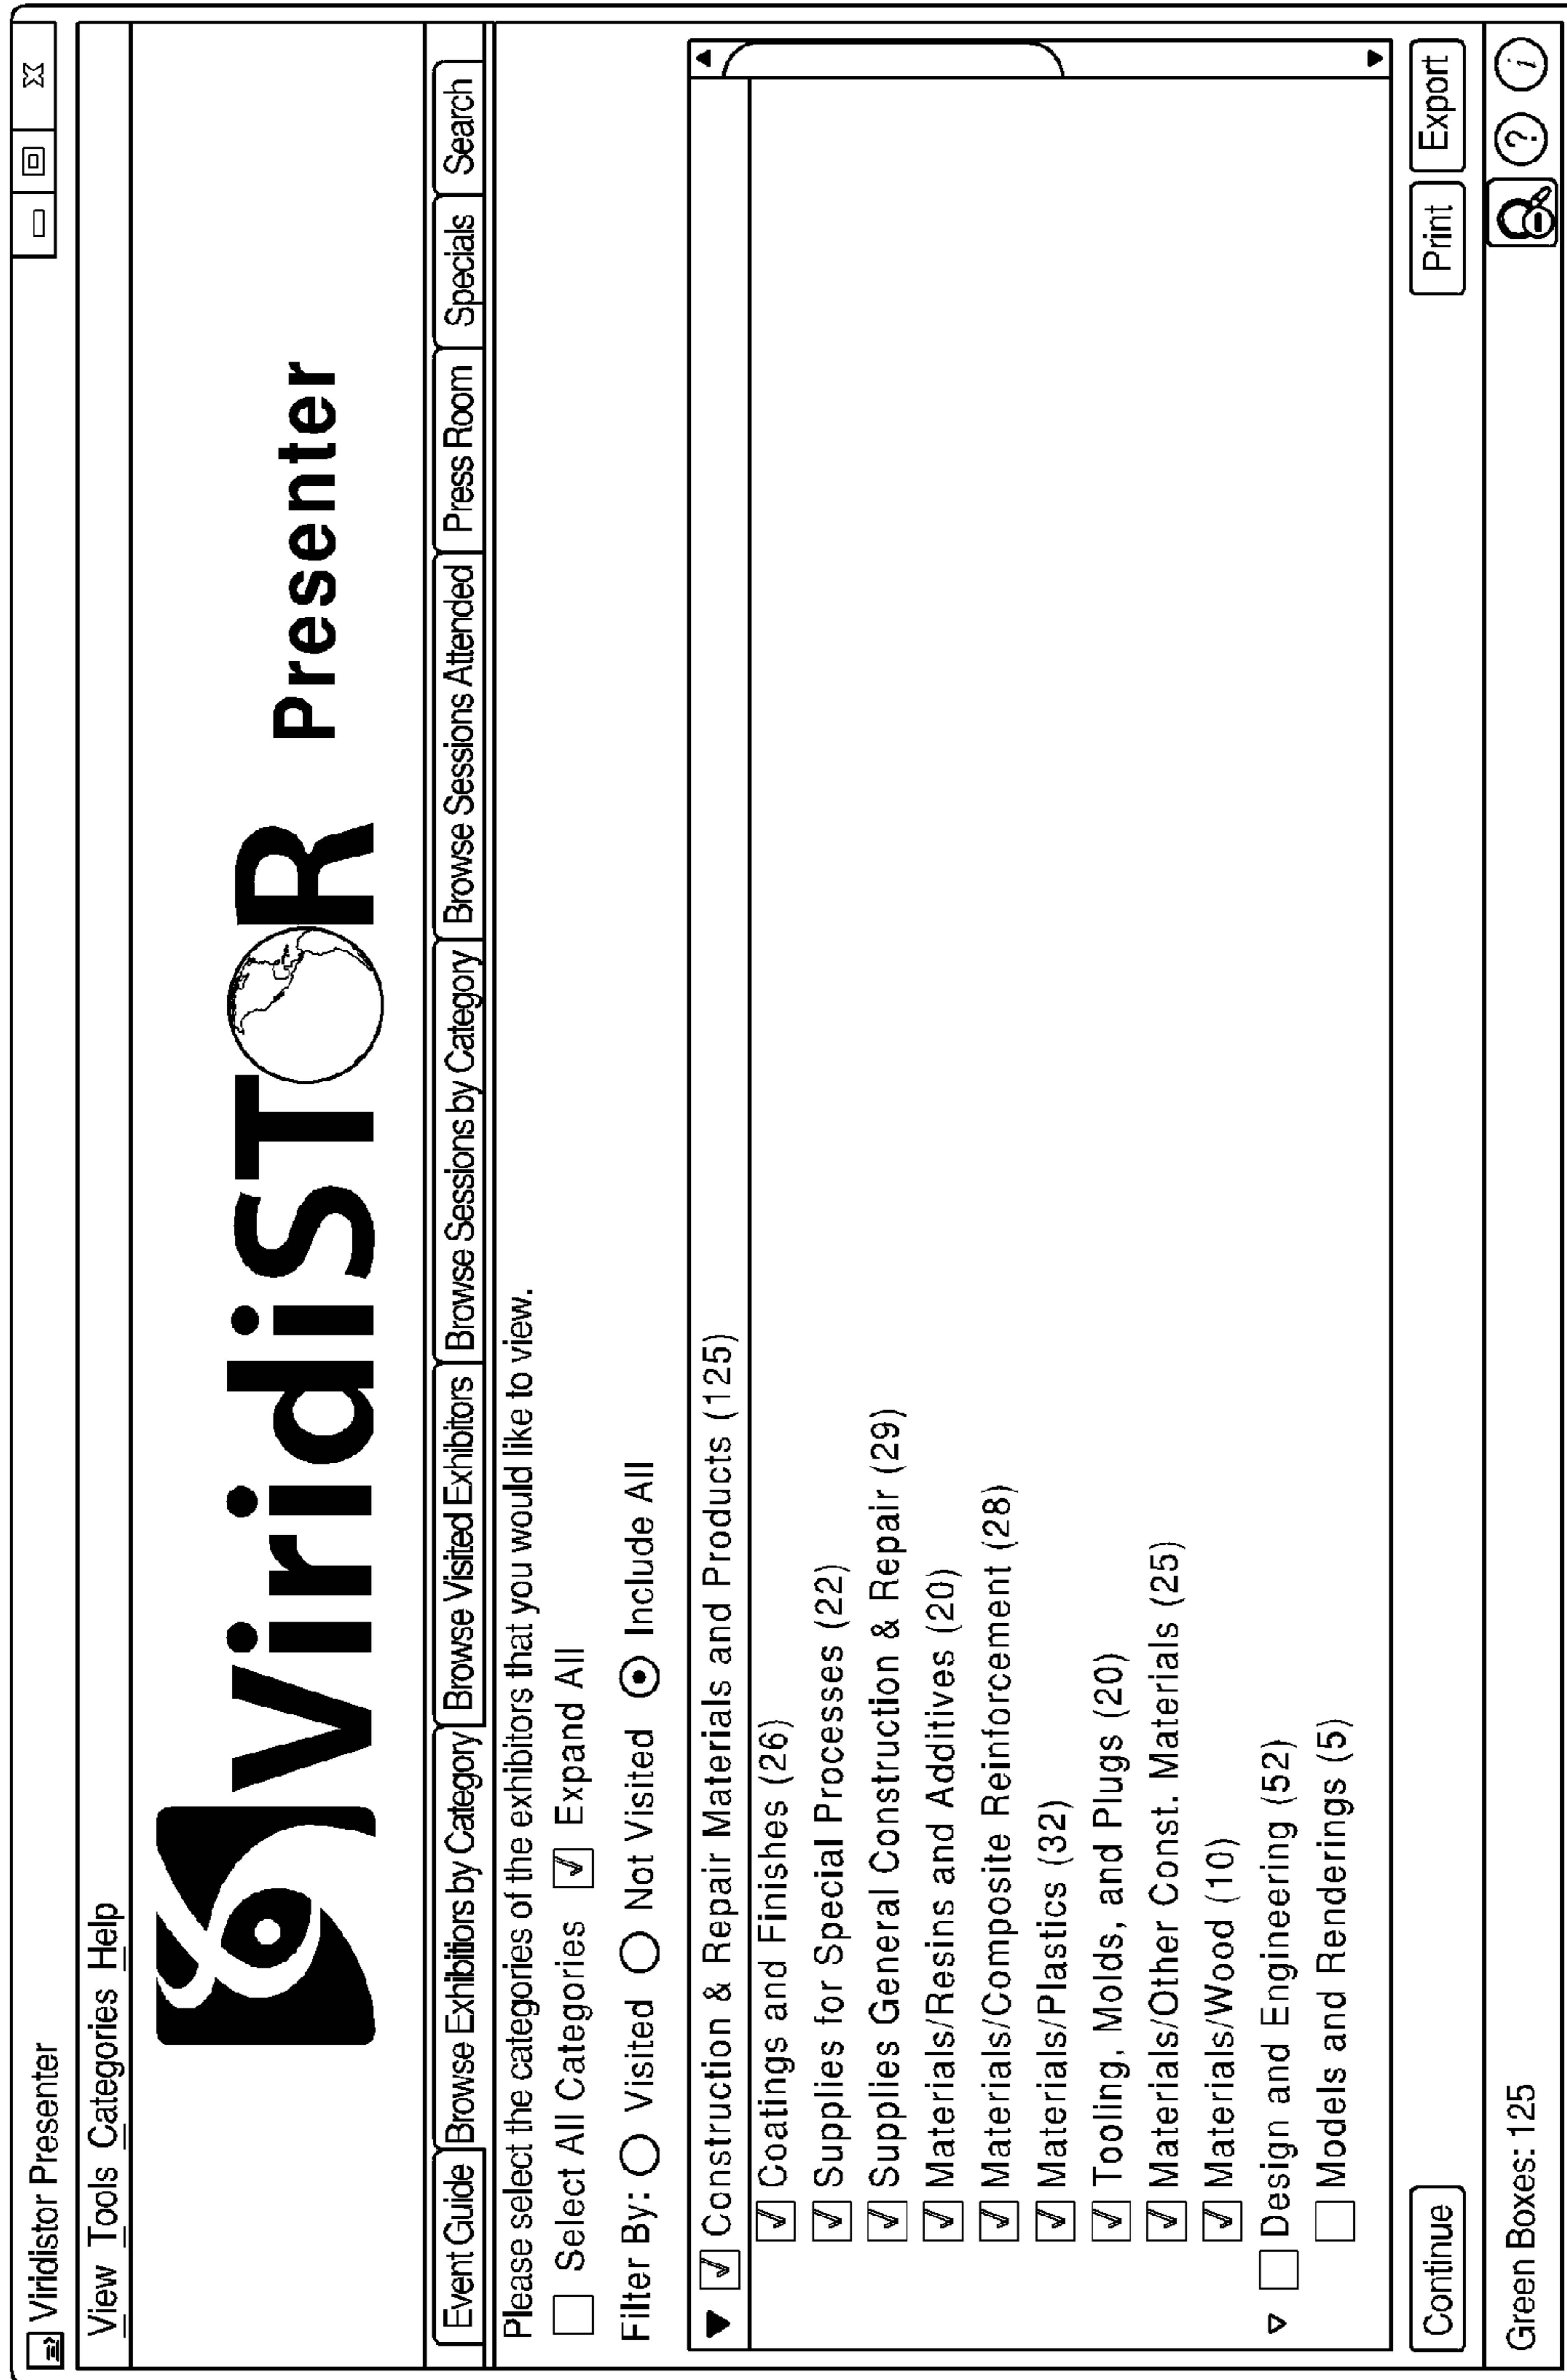 Viridistor Presenter
View Tools Categories Help
ViridiSTOR Presenter
Event Guide Browse Exhibitors by Category Browse Visited Exhibitors Browse Sessions by Category Browse Sessions Attended Press Room Specials Search
Please select the categories of the exhibitors that you would like to view.
Select All Categories Expand All
Filter By: Visited Not Visited Include All
Construction & Repair Materials and Products (125)
Coatings and Finishes (26)
Supplies for Special Processes (22)
Supplies General Construction & Repair (29)
Materials/Resins and Additives (20)
Materials/Composite Reinforcement (28)
Materials/Plastics (32)
Tooling, Molds, and Plugs (20)
Materials/Other Const. Materials (25)
Materials/Wood (10)
Design and Engineering (52)
Models and Renderings (5)
Continue Print Export
Green Boxes: 125 ? i